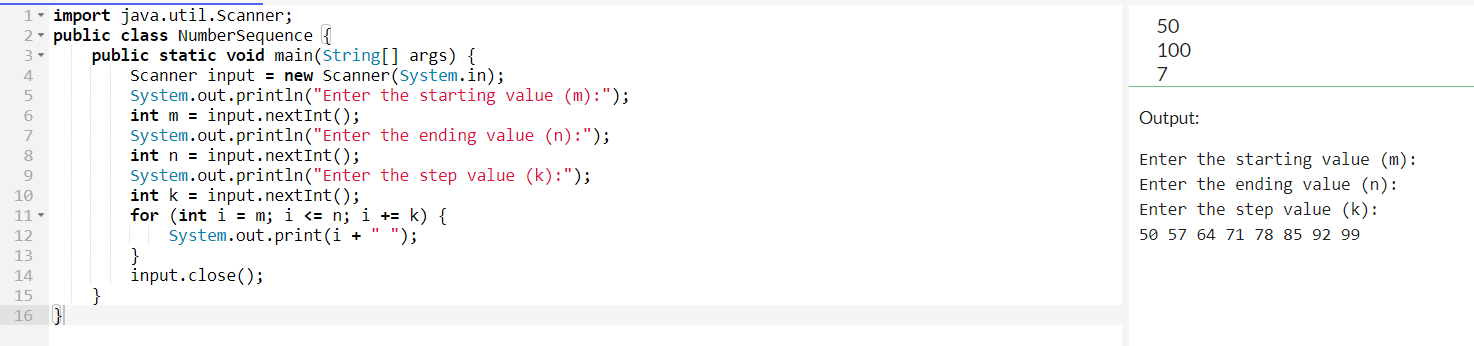 1 import java.util.Scanner;
2 public class NumberSequence {
3     public static void main(String[] args) {
4         Scanner input = new Scanner(System.in);
5         System.out.println("Enter the starting value (m):");
6         int m = input.nextInt();
7         System.out.println("Enter the ending value (n):");
8         int n = input.nextInt();
9         System.out.println("Enter the step value (k):");
10         int k = input.nextInt();
11         for (int i = m; i <= n; i += k) {
12             System.out.print(i + " ");
13         }
14         input.close();
15     }
16 }
50
100
7
Output:
Enter the starting value (m):
Enter the ending value (n):
Enter the step value (k):
50 57 64 71 78 85 92 99